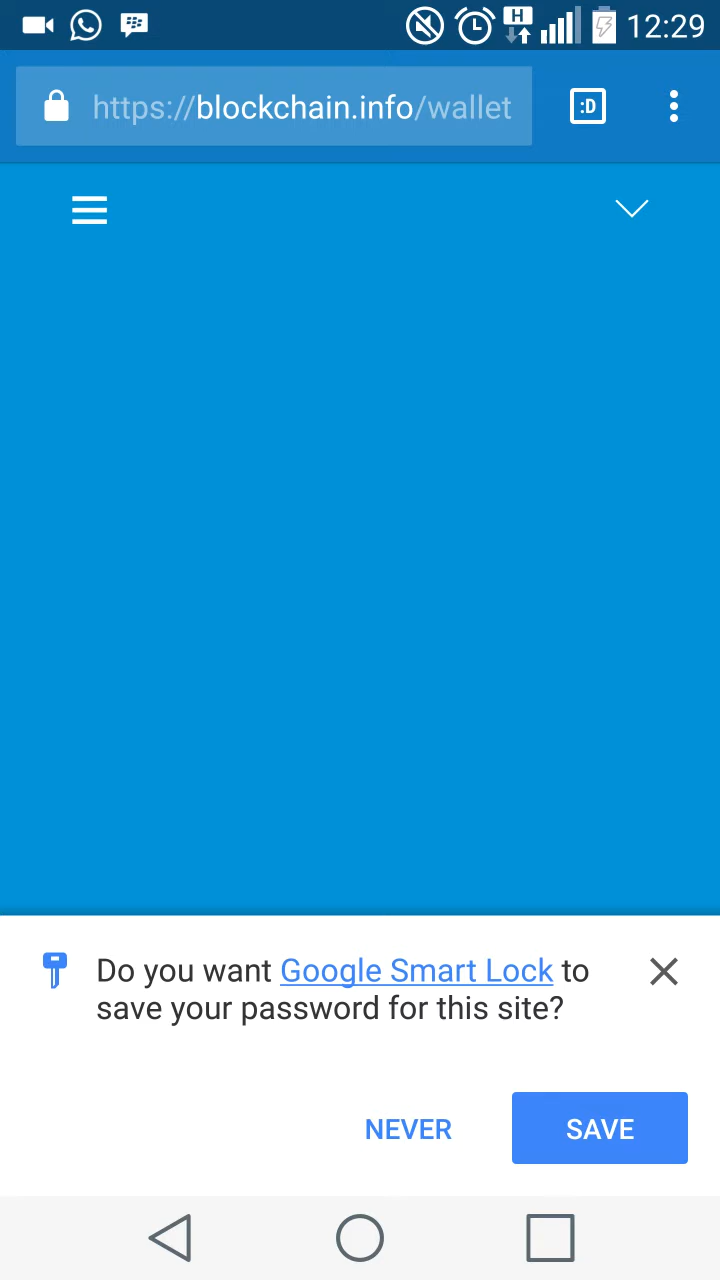 H 12:29
https://blockchain.info/wallet :D
Do you want Google Smart Lock to
save your password for this site?
NEVER SAVE